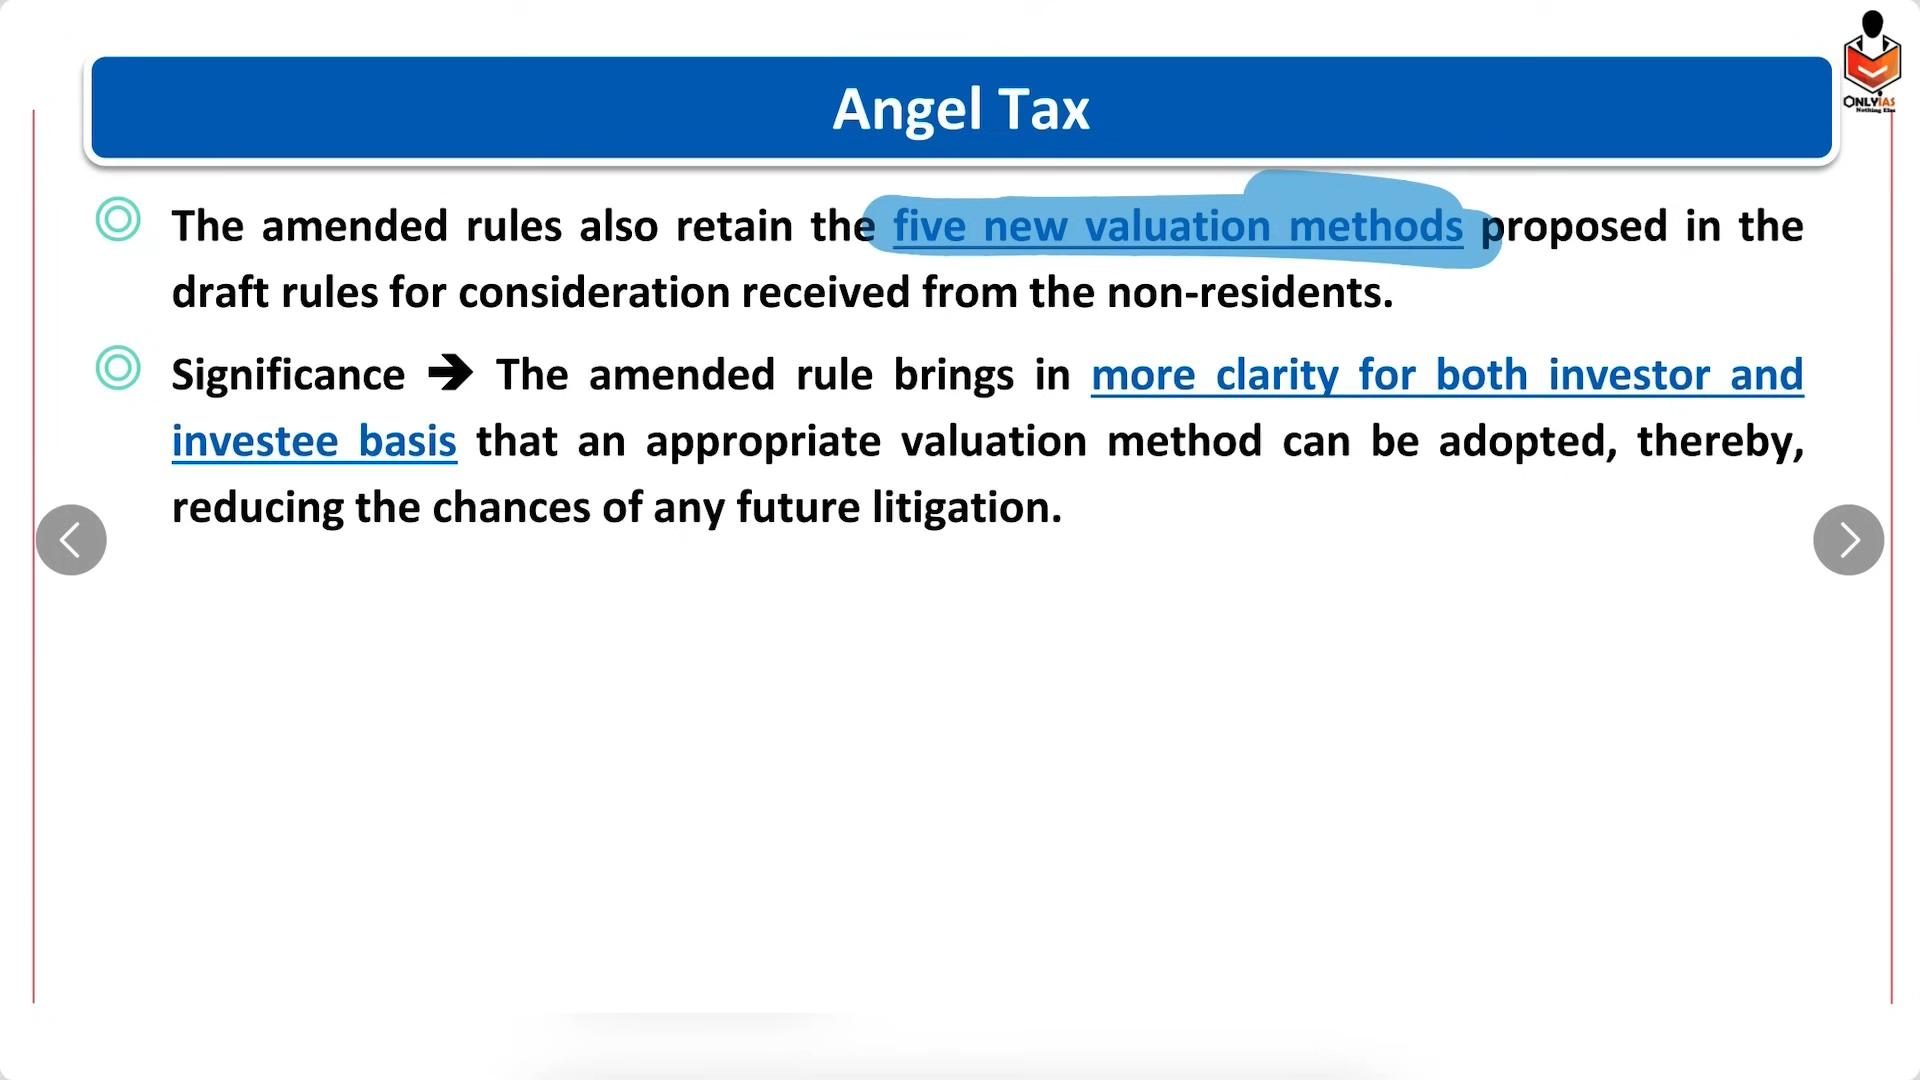 Angel Tax
ONLYIAS
Nothing Else
The amended rules also retain the five new valuation methods proposed in the
draft rules for consideration received from the non-residents.
Significance ➔ The amended rule brings in more clarity for both investor and
investee basis that an appropriate valuation method can be adopted, thereby,
reducing the chances of any future litigation.